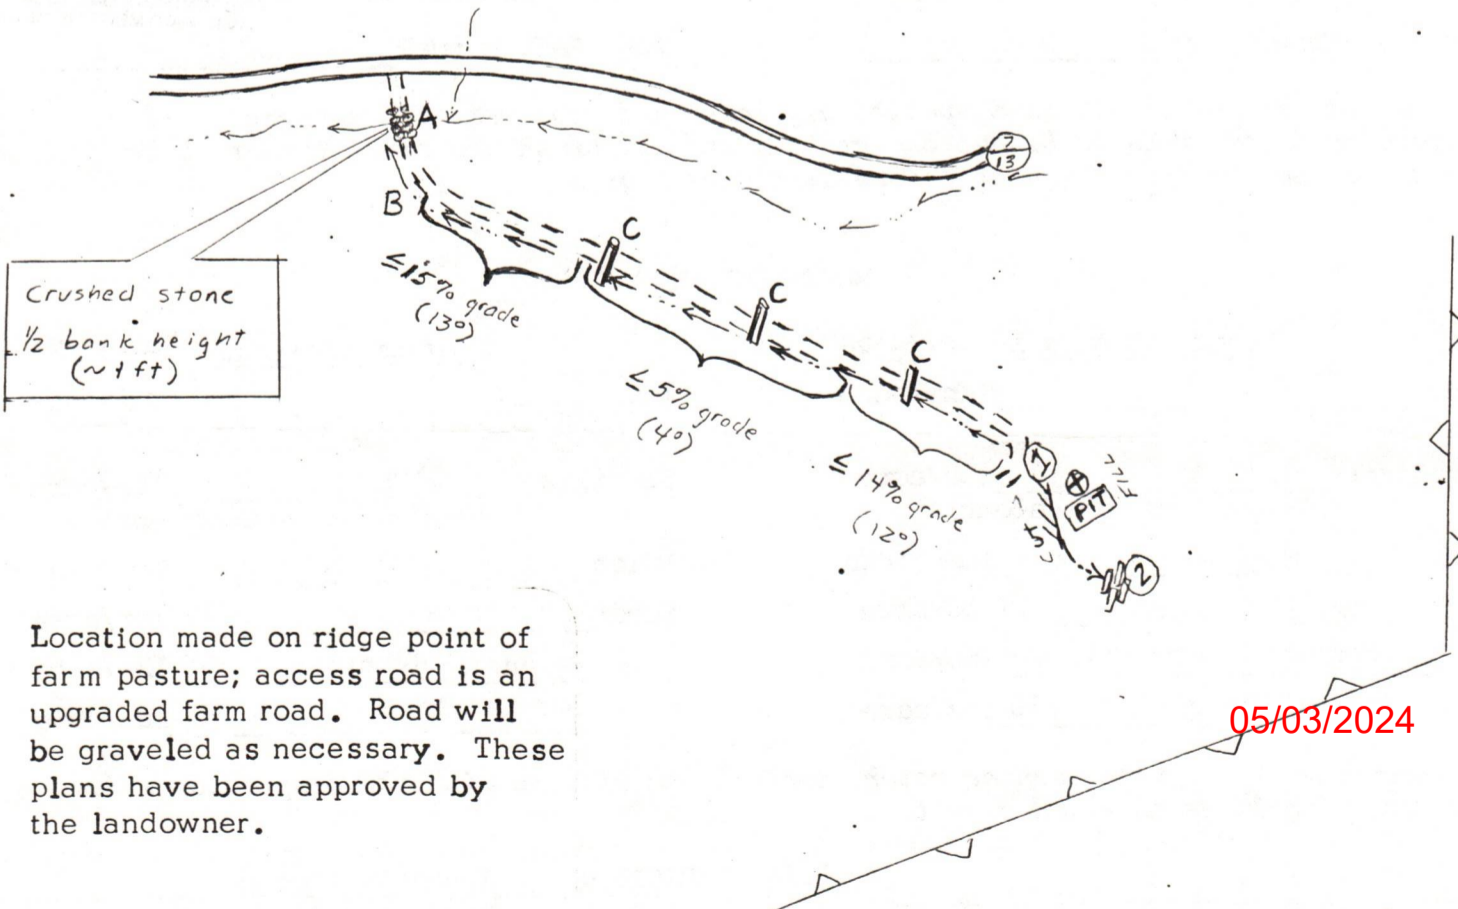 A
7
13
B
C
≤15% grade
(13°)
Crushed stone
1/2 bank height
(~1 ft)
C
≤ 5% grade
(4°)
C
≤ 14% grade
(12°)
1
PIT
FILL
CUT
2
Location made on ridge point of
farm pasture; access road is an
upgraded farm road. Road will
be graveled as necessary. These
plans have been approved by
the landowner.
05/03/2024